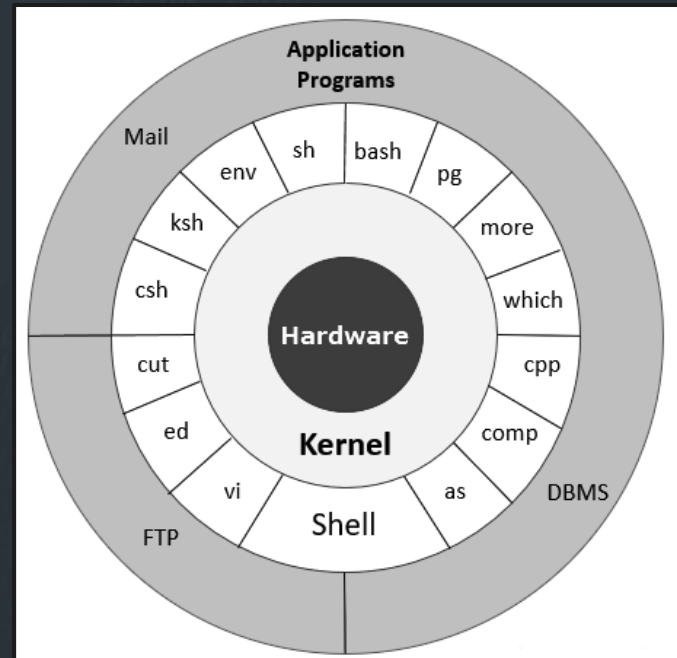 Application
Programs
Mail
sh
bash
env
pg
ksh
more
csh
which
Hardware
cut
cpp
ed
comp
Kernel
vi
as
Shell
DBMS
FTP